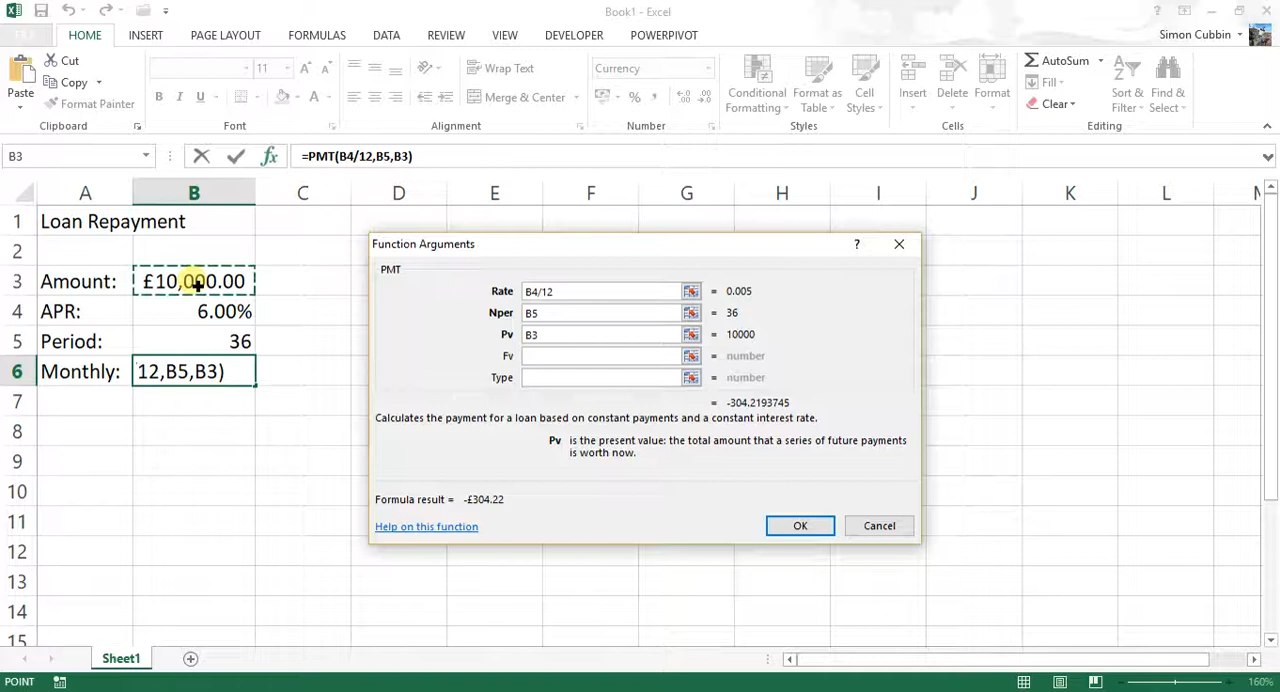 Book1 - Excel
FILE HOME INSERT PAGE LAYOUT FORMULAS DATA REVIEW VIEW DEVELOPER POWERPIVOT Simon Cubbin
Paste
Cut
Copy
Format Painter
Clipboard
11 A A
B I U A
Font
Wrap Text
Merge & Center
Alignment
Currency
%
Number
Conditional Formatting
Format as Table
Cell Styles
Styles
Insert Delete Format
Cells
AutoSum
Fill
Clear
Sort & Filter
Find & Select
Editing
B3 fx =PMT(B4/12,B5,B3)
A B C D E F G H I J K L M
1 Loan Repayment
2
3 Amount: £10,000.00
4 APR: 6.00%
5 Period: 36
6 Monthly: 12,B5,B3)
7
8
9
10
11
12
13
14
15
Function Arguments ?
PMT
Rate B4/12 = 0.005
Nper B5 = 36
Pv B3 = 10000
Fv = number
Type = number
= -304.2193745
Calculates the payment for a loan based on constant payments and a constant interest rate.
Pv is the present value: the total amount that a series of future payments
is worth now.
Formula result = -£304.22
Help on this function
OK Cancel
Sheet1
POINT 160%